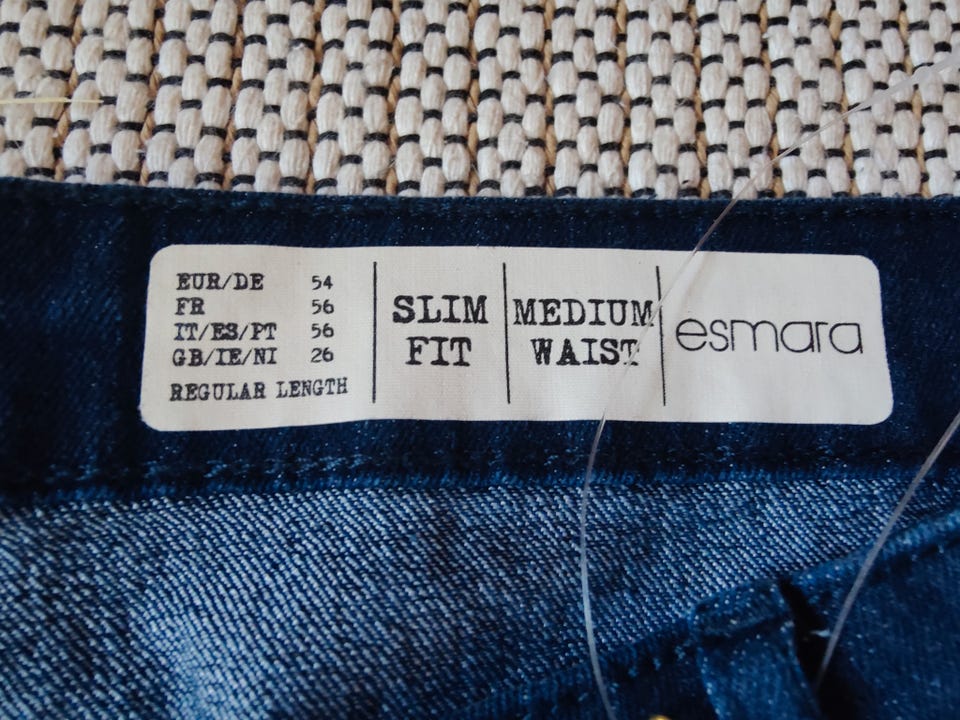 EUR/DE 54
FR 56
IT/ES/PT 56
GB/IE/NI 26
REGULAR LENGTH
SLIM
FIT
MEDIUM
WAIST
esmara